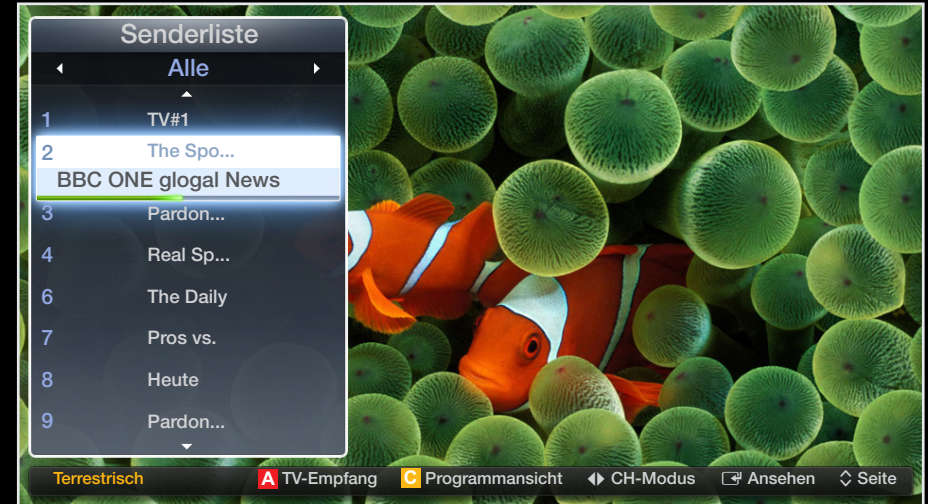 Senderliste
Alle
1 TV#1
2 The Spo...
BBC ONE glogal News
3 Pardon...
4 Real Sp...
6 The Daily
7 Pros vs.
8 Heute
9 Pardon...
Terrestrisch A TV-Empfang C Programmansicht CH-Modus Ansehen Seite